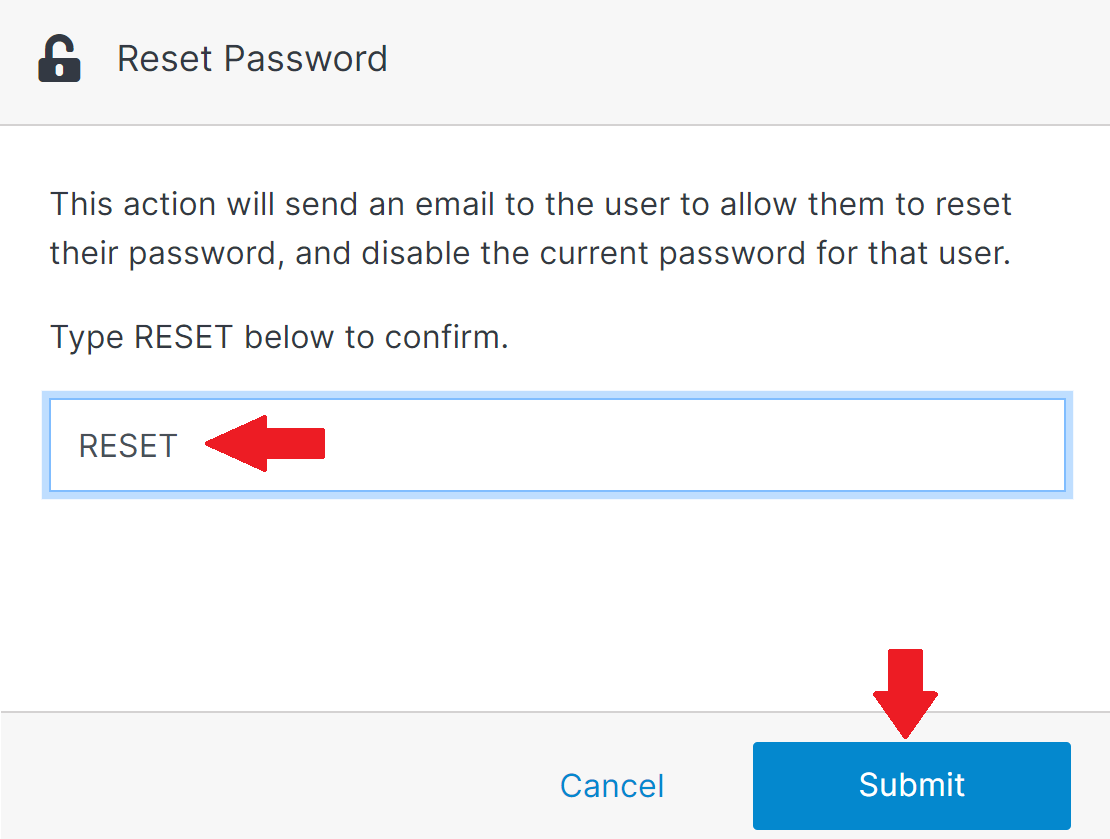 Reset Password
This action will send an email to the user to allow them to reset
their password, and disable the current password for that user.
Type RESET below to confirm.
RESET
Cancel
Submit